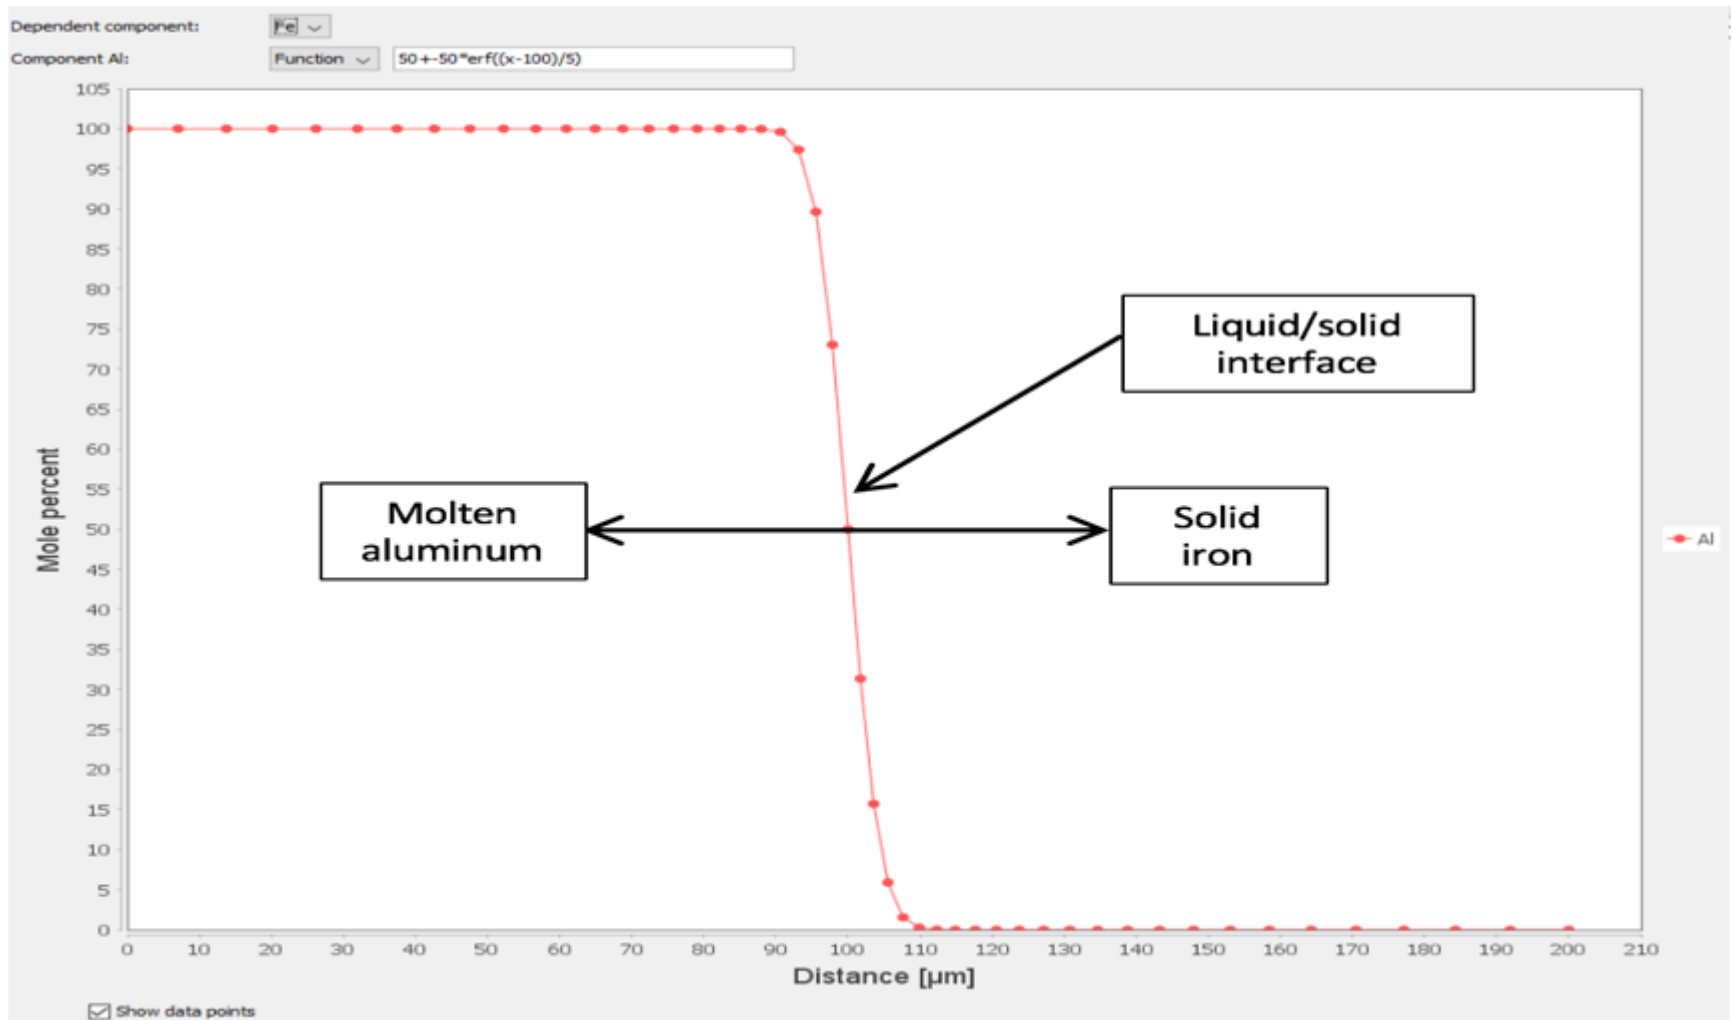 Dependent component: Fe
Component Al: Function 50+-50*erf((x-100)/5)
105
100
95
90
85
80
75
70
65
60
55
50
45
40
35
30
25
20
15
10
5
0
Mole percent
Liquid/solid
interface
Molten
aluminum
Solid
iron
Al
0 10 20 30 40 50 60 70 80 90 100 110 120 130 140 150 160 170 180 190 200 210
Distance [µm]
Show data points